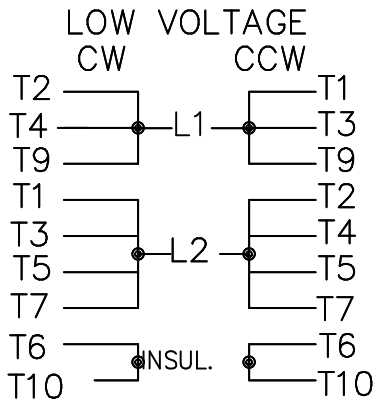 LOW VOLTAGE
CW CCW
T2 T1
T4 L1 T3
T9 T9
T1 T2
T3 T4
L2
T5 T5
T7 T7
T6 T6
INSUL.
T10 T10